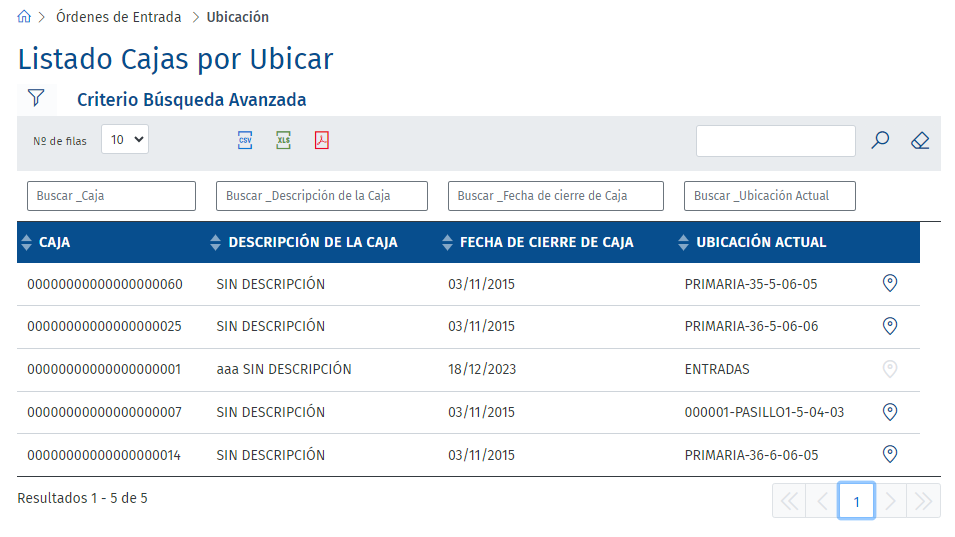 Órdenes de Entrada Ubicación
Listado Cajas por Ubicar
Criterio Búsqueda Avanzada
Nº de filas 10 CSV XLS
Buscar _Caja Buscar _Descripción de la Caja Buscar _Fecha de cierre de Caja Buscar _Ubicación Actual
CAJA DESCRIPCIÓN DE LA CAJA FECHA DE CIERRE DE CAJA UBICACIÓN ACTUAL
00000000000000000060 SIN DESCRIPCIÓN 03/11/2015 PRIMARIA-35-5-06-05
00000000000000000025 SIN DESCRIPCIÓN 03/11/2015 PRIMARIA-36-5-06-06
00000000000000000001 aaa SIN DESCRIPCIÓN 18/12/2023 ENTRADAS
00000000000000000007 SIN DESCRIPCIÓN 03/11/2015 000001-PASILLO1-5-04-03
00000000000000000014 SIN DESCRIPCIÓN 03/11/2015 PRIMARIA-36-6-06-05
Resultados 1 - 5 de 5 1